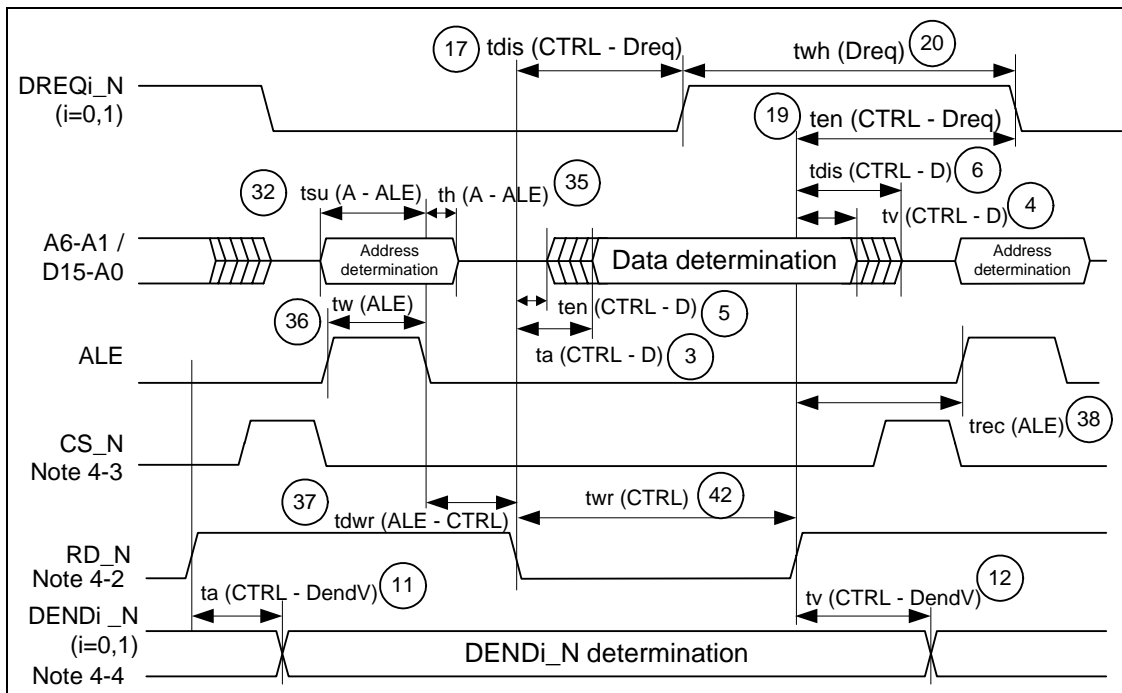 17 tdis (CTRL - Dreq) twh (Dreq) 20
DREQi_N
(i=0,1)
19 ten (CTRL - Dreq)
tdis (CTRL - D) 6
32 tsu (A - ALE) th (A - ALE) 35
tv (CTRL - D) 4
A6-A1 /
D15-A0
Address
determination
Data determination
Address
determination
36 tw (ALE)
ten (CTRL - D) 5
ta (CTRL - D) 3
ALE
trec (ALE) 38
CS_N
Note 4-3
37 tdwr (ALE - CTRL)
twr (CTRL) 42
RD_N
Note 4-2
ta (CTRL - DendV) 11
tv (CTRL - DendV) 12
DENDi _N
(i=0,1)
Note 4-4
DENDi_N determination